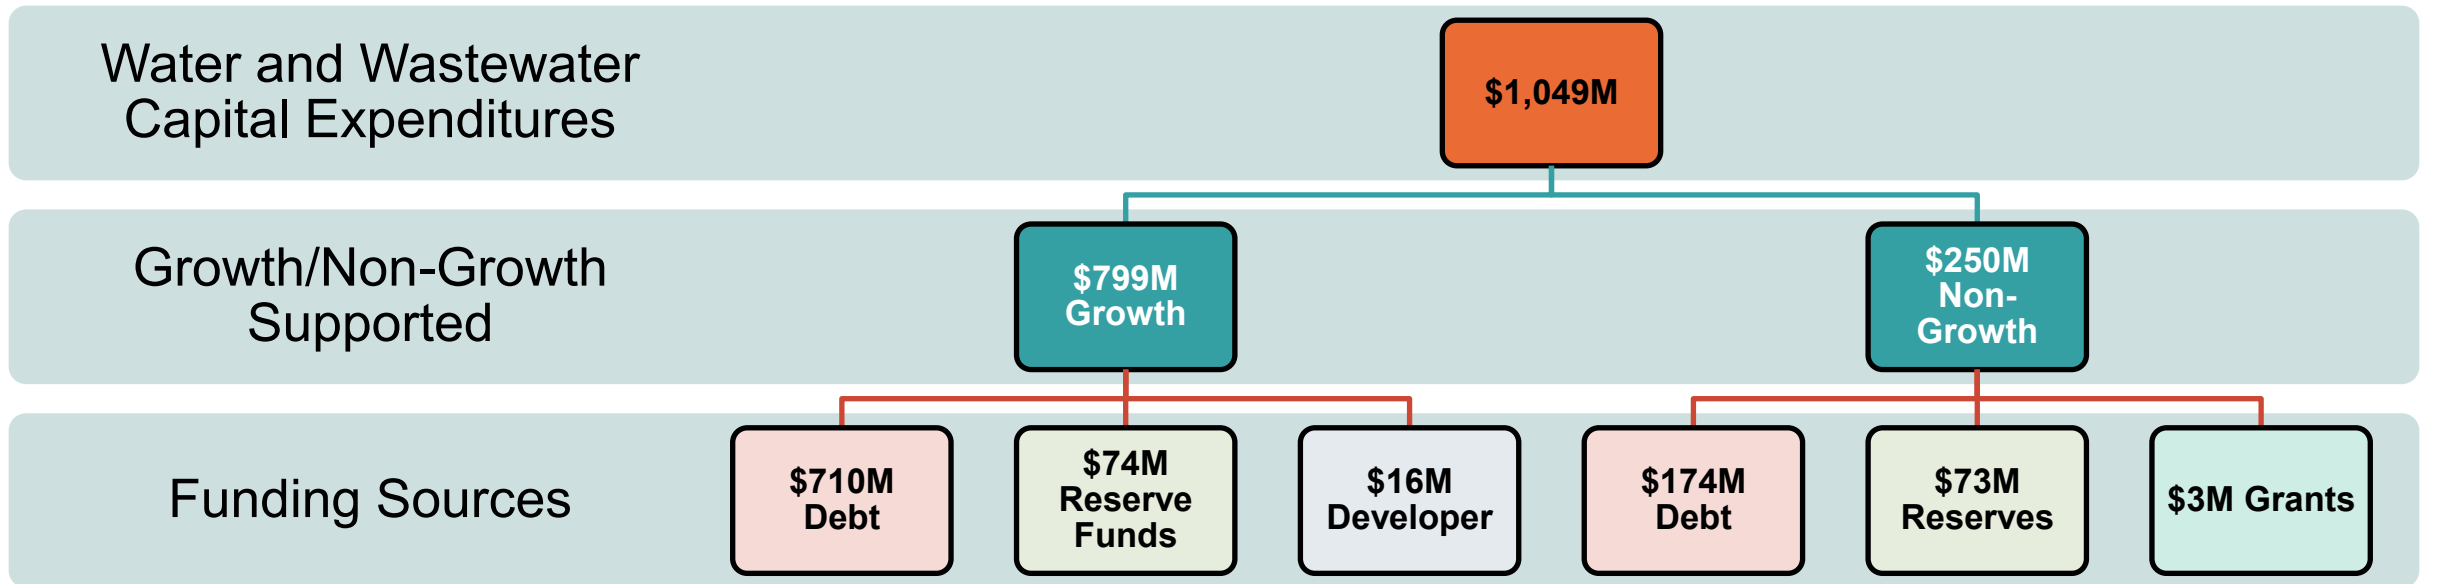 Water and Wastewater
Capital Expenditures
$1,049M
Growth/Non-Growth
Supported
$799M
Growth
$250M
Non-
Growth
Funding Sources
$710M
Debt
$74M
Reserve
Funds
$16M
Developer
$174M
Debt
$73M
Reserves
$3M Grants